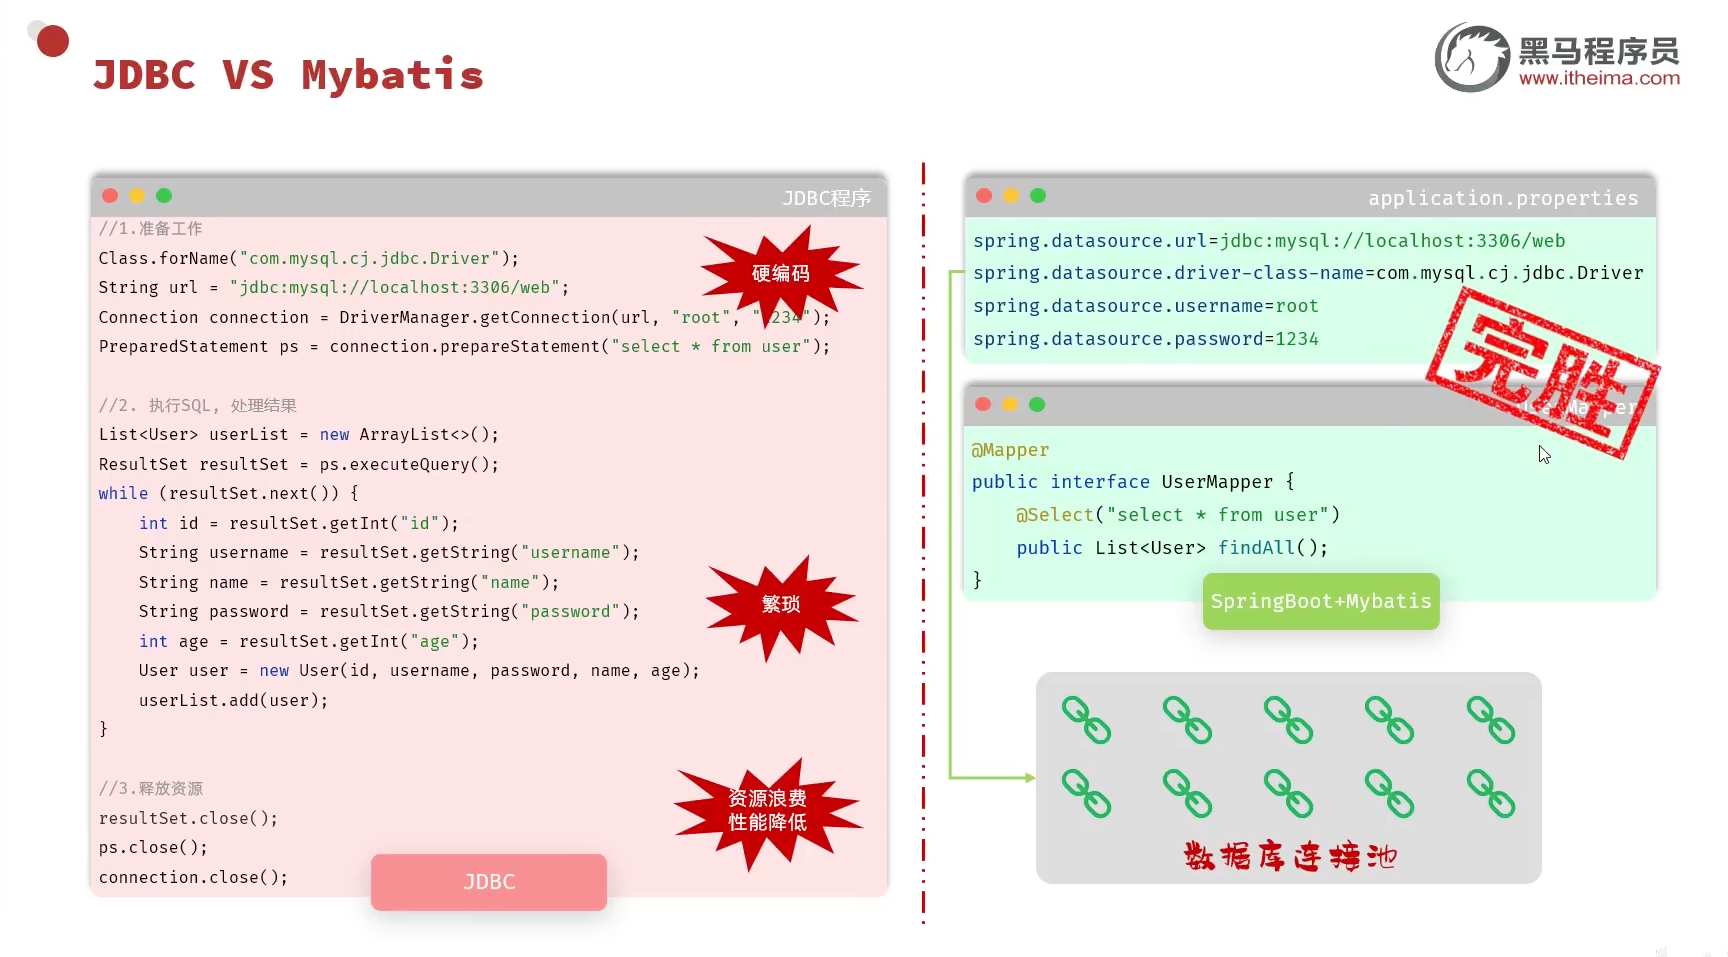 JDBC VS Mybatis
黑马程序员
www.itheima.com
JDBC程序
//1.准备工作
Class.forName("com.mysql.cj.jdbc.Driver");
String url = "jdbc:mysql://localhost:3306/web";
Connection connection = DriverManager.getConnection(url, "root", "1234");
PreparedStatement ps = connection.prepareStatement("select * from user");
硬编码
//2. 执行SQL, 处理结果
List<User> userList = new ArrayList<>();
ResultSet resultSet = ps.executeQuery();
while (resultSet.next()) {
    int id = resultSet.getInt("id");
    String username = resultSet.getString("username");
    String name = resultSet.getString("name");
    String password = resultSet.getString("password");
    int age = resultSet.getInt("age");
    User user = new User(id, username, password, name, age);
    userList.add(user);
}
繁琐
//3.释放资源
resultSet.close();
ps.close();
connection.close();
资源浪费
性能降低
JDBC
application.properties
spring.datasource.url=jdbc:mysql://localhost:3306/web
spring.datasource.driver-class-name=com.mysql.cj.jdbc.Driver
spring.datasource.username=root
spring.datasource.password=1234
完胜
@Mapper
public interface UserMapper {
    @Select("select * from user")
    public List<User> findAll();
}
SpringBoot+Mybatis
数据库连接池